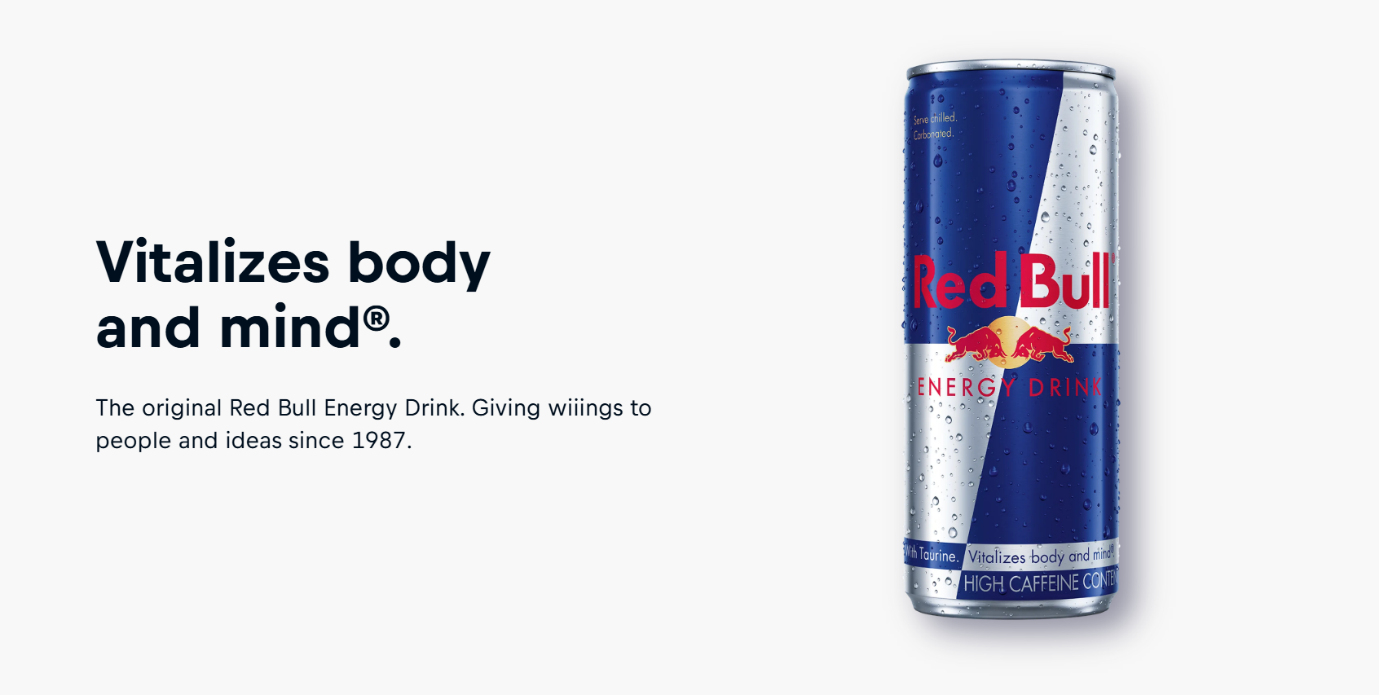 Vitalizes body
and mind®.
The original Red Bull Energy Drink. Giving wiiings to
people and ideas since 1987.
Serve chilled.
Carbonated.
Red Bull®
ENERGY DRINK
With Taurine. Vitalizes body and mind®
HIGH CAFFEINE